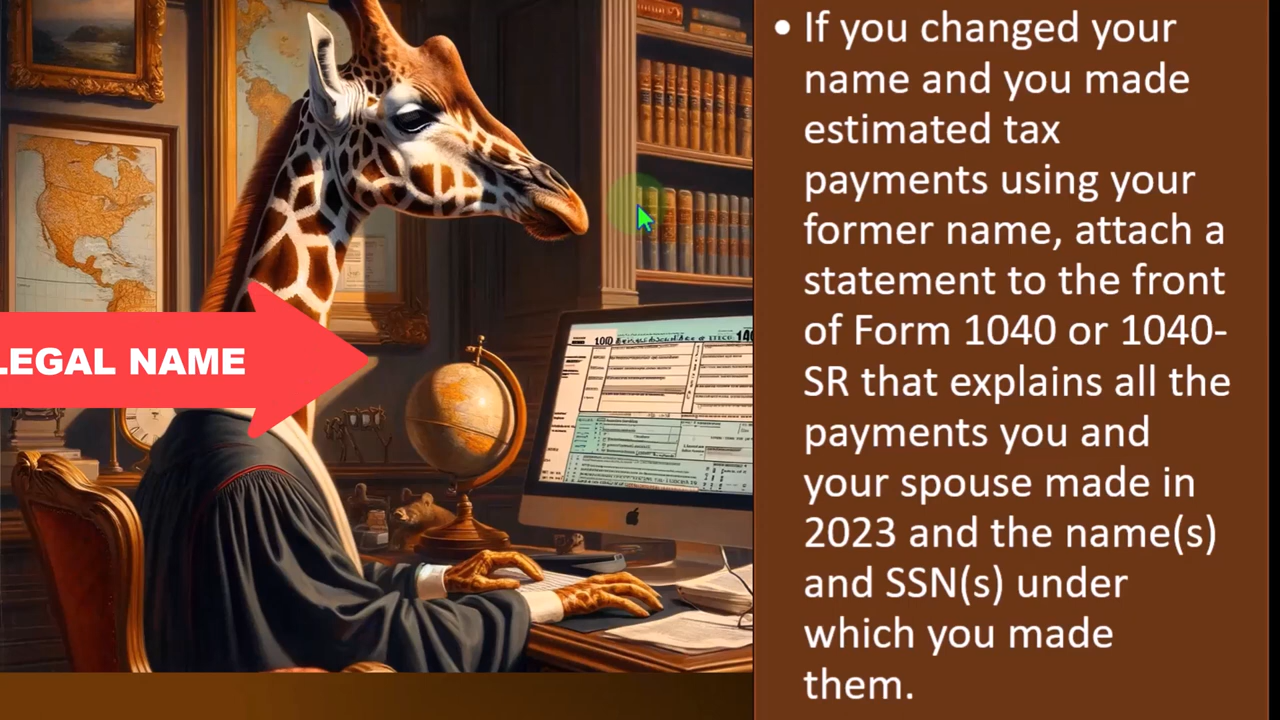 LEGAL NAME
• If you changed your
name and you made
estimated tax
payments using your
former name, attach a
statement to the front
of Form 1040 or 1040-
SR that explains all the
payments you and
your spouse made in
2023 and the name(s)
and SSN(s) under
which you made
them.